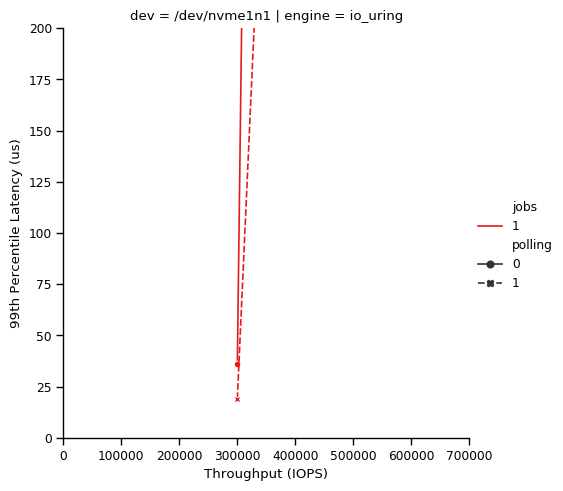 dev = /dev/nvme1n1 | engine = io_uring
99th Percentile Latency (us)
200
175
150
125
100
75
50
25
0
0 100000 200000 300000 400000 500000 600000 700000
Throughput (IOPS)
jobs
1
polling
0
1